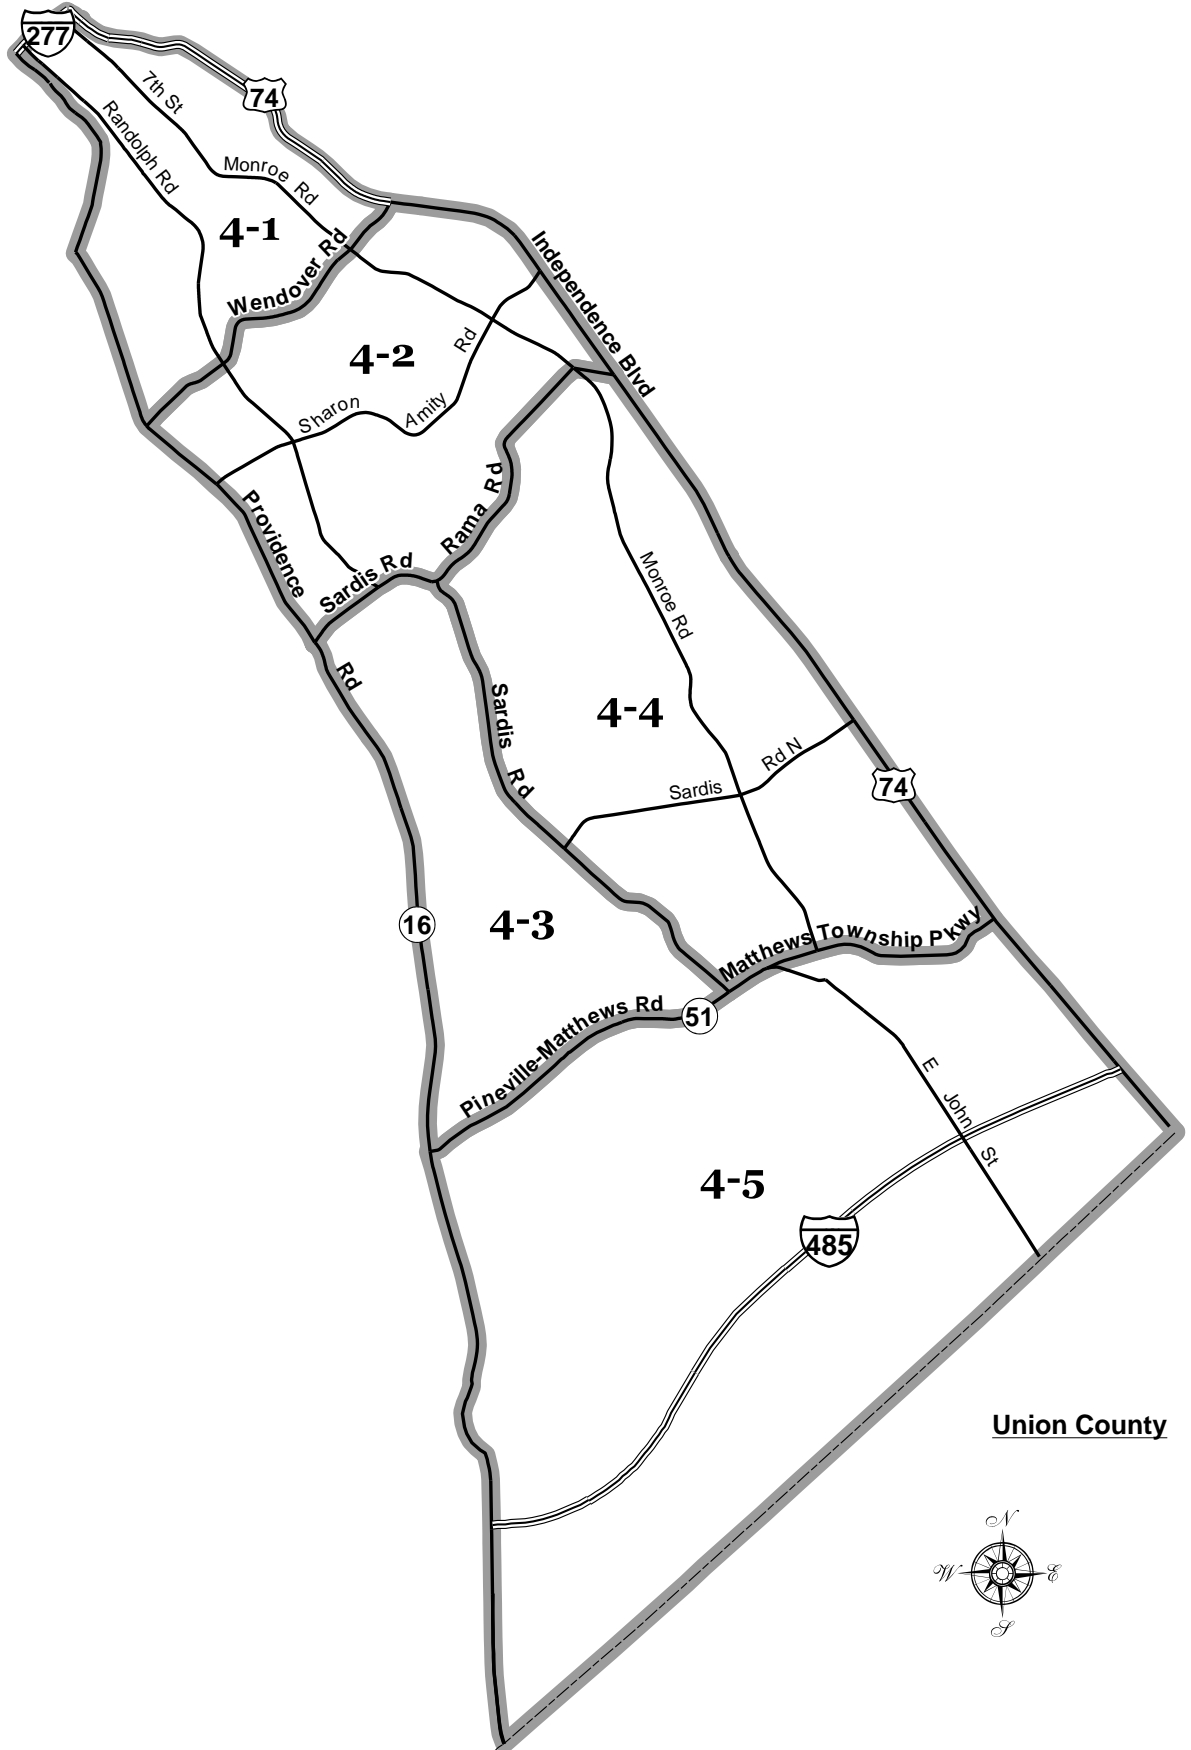 277
74
7th St
Randolph Rd
Monroe Rd
4-1
Wendover Rd
Independence Blvd
4-2
Sharon Amity Rd
Providence Rd
Rama Rd
Sardis Rd
Monroe Rd
Sardis Rd
4-4
Sardis Rd N
74
16
4-3
Matthews Township Pkwy
Pineville-Matthews Rd
51
E John St
4-5
485
Union County
N
W
E
S